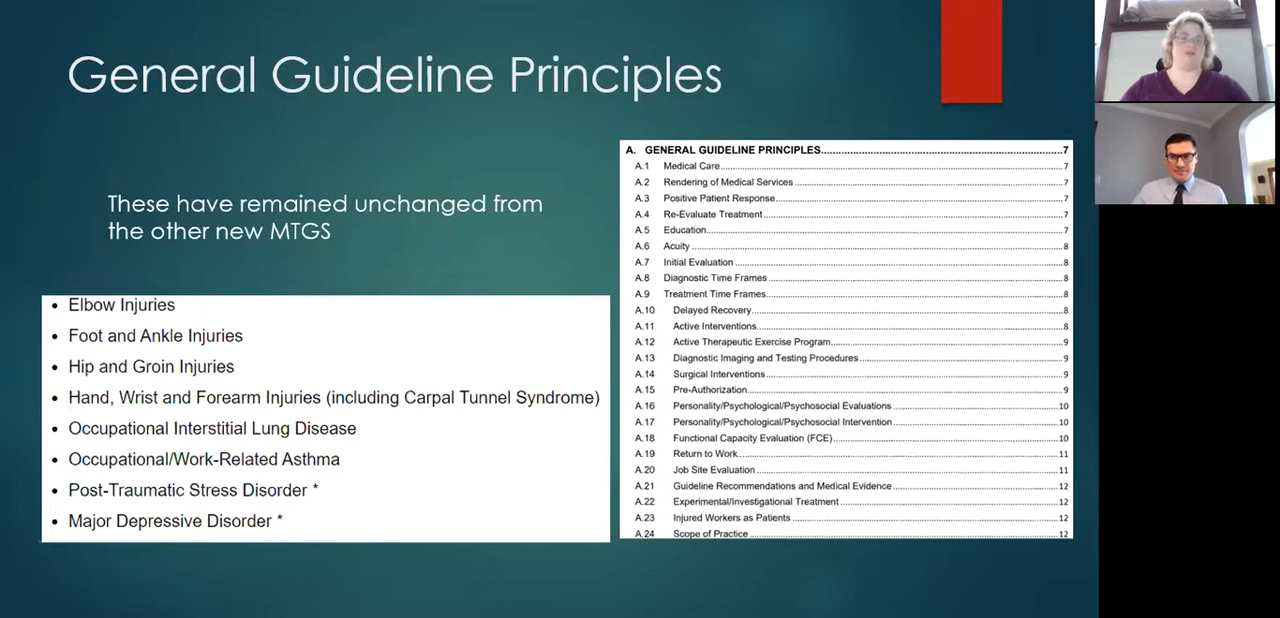 General Guideline Principles
These have remained unchanged from
the other new MTGS
• Elbow Injuries
• Foot and Ankle Injuries
• Hip and Groin Injuries
• Hand, Wrist and Forearm Injuries (including Carpal Tunnel Syndrome)
• Occupational Interstitial Lung Disease
• Occupational/Work-Related Asthma
• Post-Traumatic Stress Disorder *
• Major Depressive Disorder *
A. GENERAL GUIDELINE PRINCIPLES 7
A.1 Medical Care 7
A.2 Rendering of Medical Services 7
A.3 Positive Patient Response 7
A.4 Re-Evaluate Treatment 7
A.5 Education 7
A.6 Acuity 8
A.7 Initial Evaluation 8
A.8 Diagnostic Time Frames 8
A.9 Treatment Time Frames 8
A.10 Delayed Recovery 8
A.11 Active Interventions 8
A.12 Active Therapeutic Exercise Program 9
A.13 Diagnostic Imaging and Testing Procedures 9
A.14 Surgical Interventions 9
A.15 Pre-Authorization 9
A.16 Personality/Psychological/Psychosocial Evaluations 10
A.17 Personality/Psychological/Psychosocial Intervention 10
A.18 Functional Capacity Evaluation (FCE) 10
A.19 Return to Work 11
A.20 Job Site Evaluation 11
A.21 Guideline Recommendations and Medical Evidence 12
A.22 Experimental/Investigational Treatment 12
A.23 Injured Workers as Patients 12
A.24 Scope of Practice 12